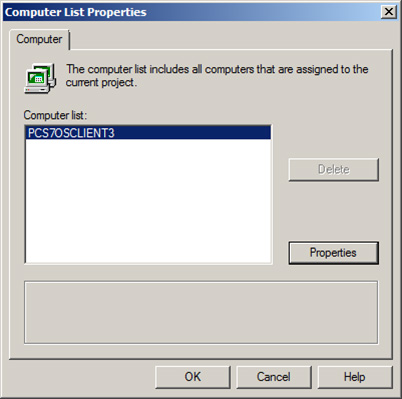 Computer List Properties
Computer
The computer list includes all computers that are assigned to the
current project.
Computer list:
PCS7OSCLIENT3
Delete
Properties
OK
Cancel
Help